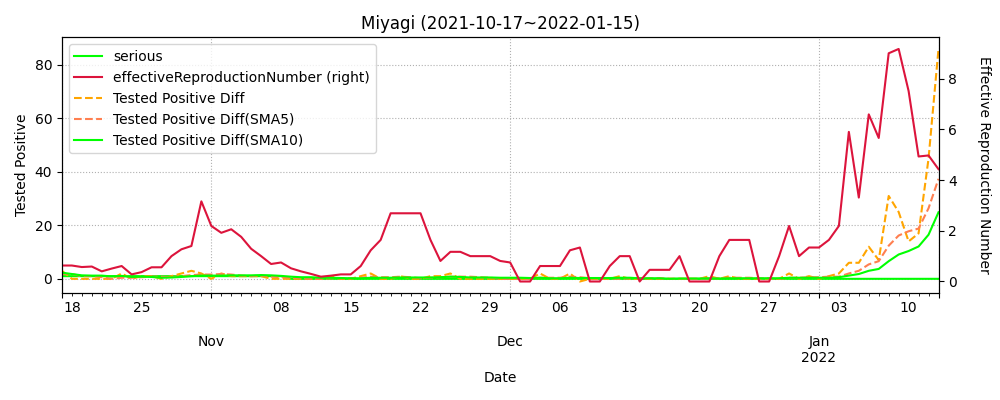 Miyagi (2021-10-17~2022-01-15)
serious
effectiveReproductionNumber (right)
Tested Positive Diff
Tested Positive Diff(SMA5)
Tested Positive Diff(SMA10)
Tested Positive
80
60
40
20
0
Effective Reproduction Number
8
6
4
2
0
18 25 08 15 22 29 06 13 20 27 03 10
Nov Dec Jan
2022
Date